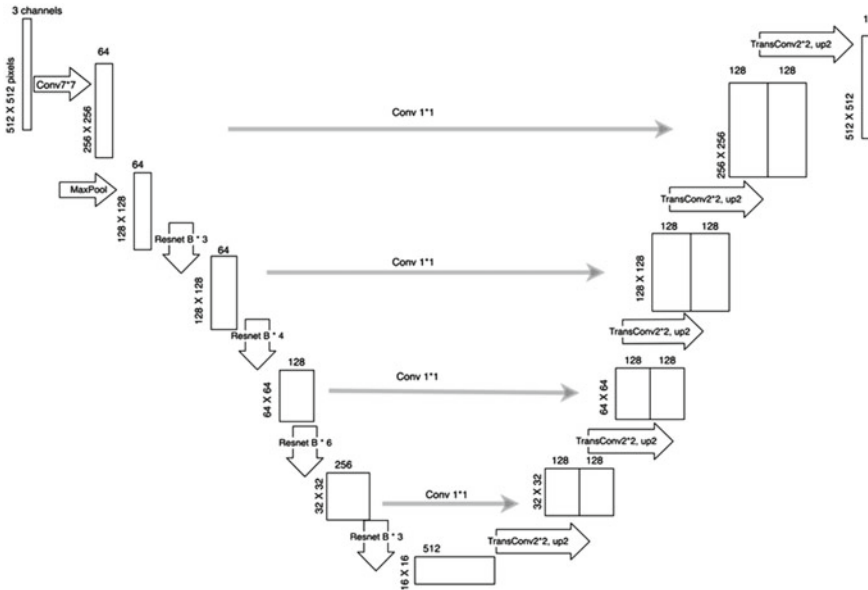 3 channels
512 X 512 pixels
Conv7*7
64
256 X 256
MaxPool
64
128 X 128
Resnet B * 3
64
128 X 128
Resnet B * 4
128
64 X 64
Resnet B * 6
256
32 X 32
Resnet B * 3
512
16 X 16
Conv 1*1
Conv 1*1
Conv 1*1
Conv 1*1
TransConv2*2, up2
128 128
32 X 32
TransConv2*2, up2
128 128
64 X 64
TransConv2*2, up2
128 128
128 X 128
TransConv2*2, up2
128 128
256 X 256
TransConv2*2, up2
512 X 512